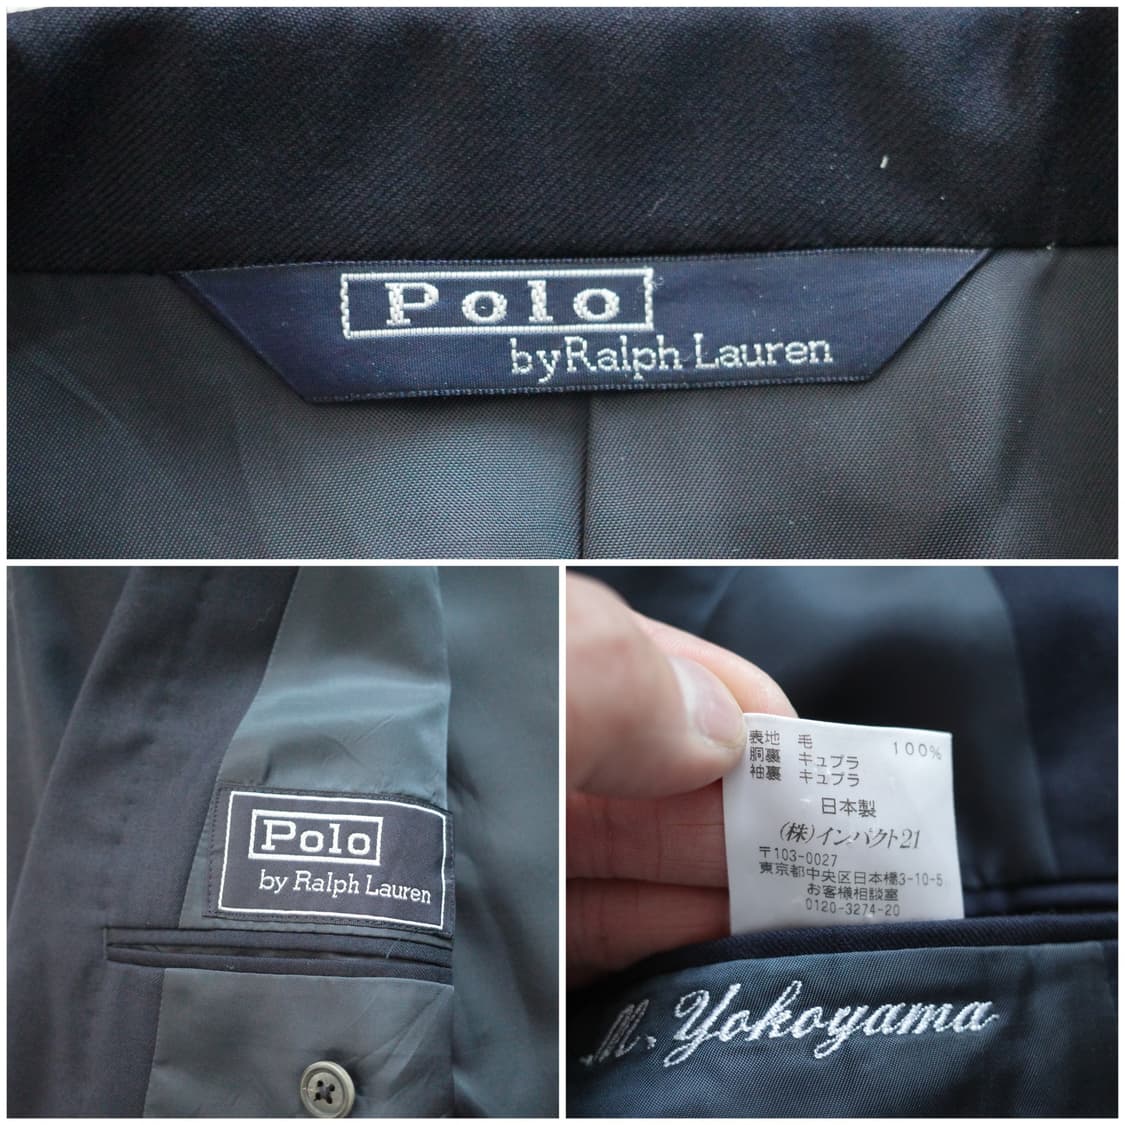 Polo
by Ralph Lauren
Polo
by Ralph Lauren
表地 毛 100%
胴裏 キュプラ
袖裏 キュプラ
日本製
(株)インパクト21
〒103-0027
東京都中央区日本橋3-10-5
お客様相談室
0120-3274-20
M. Yokoyama